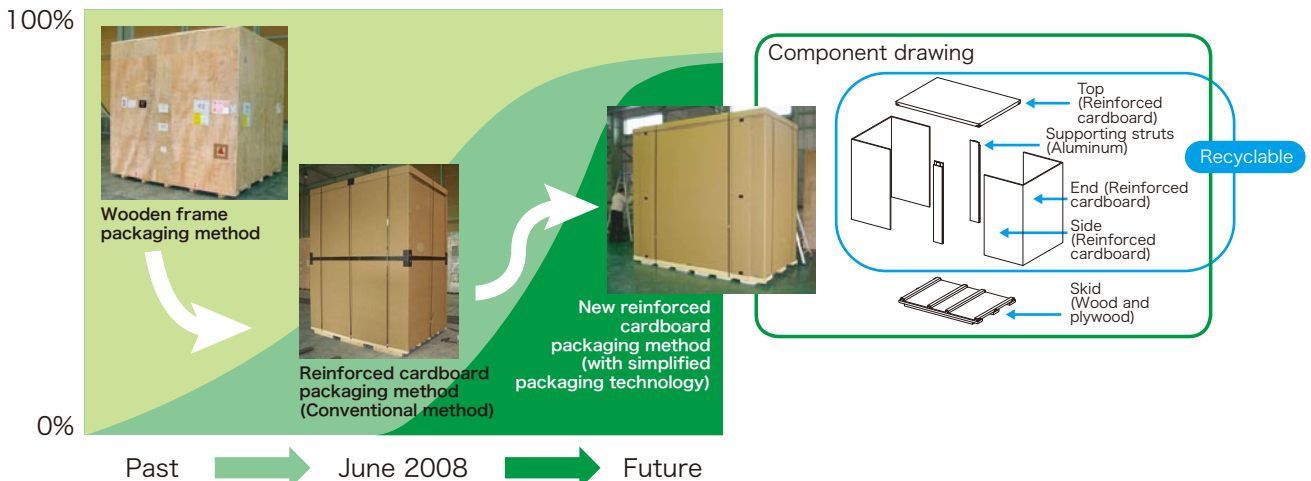 100%
0%
Wooden frame
packaging method
Reinforced cardboard
packaging method
(Conventional method)
New reinforced
cardboard
packaging method
(with simplified
packaging technology)
Past
June 2008
Future
Component drawing
Top
(Reinforced
cardboard)
Supporting struts
(Aluminum)
Recyclable
End (Reinforced
cardboard)
Side
(Reinforced
cardboard)
Skid
(Wood and
plywood)